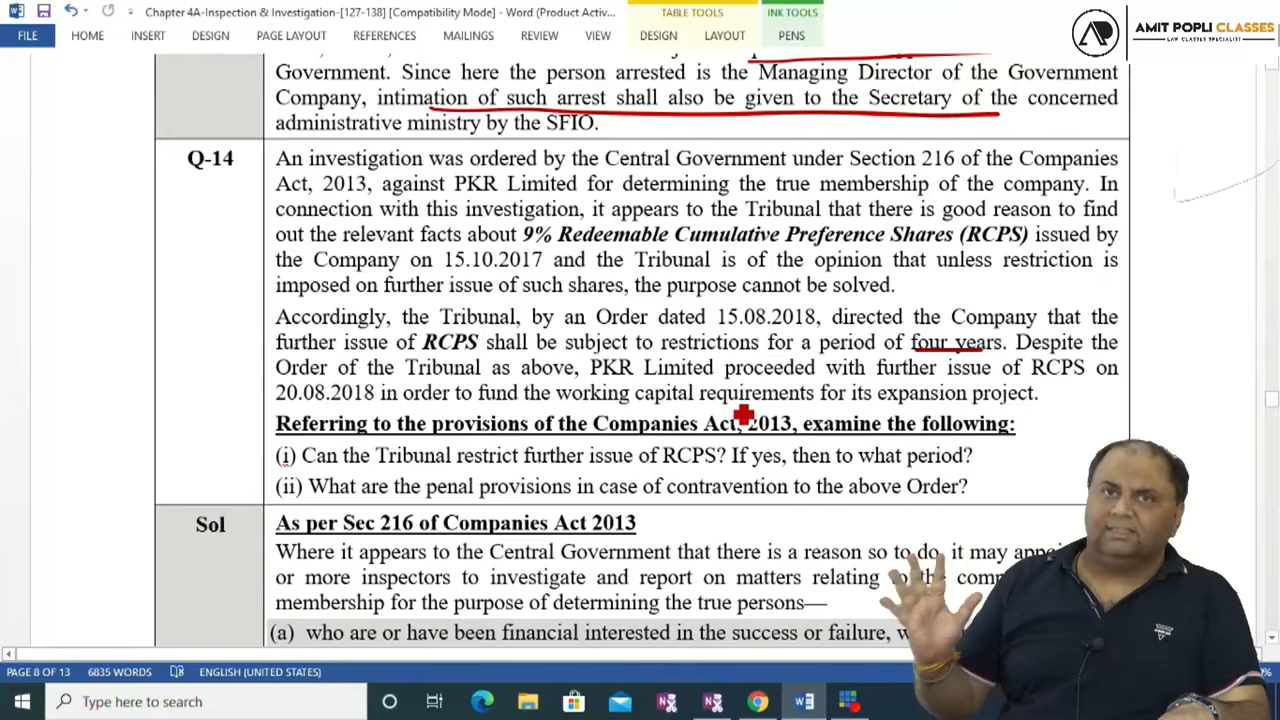 Chapter 4A-Inspection & Investigation-[127-138] [Compatibility Mode] - Word (Product Activ...
TABLE TOOLS
INK TOOLS
FILE
HOME
INSERT
DESIGN
PAGE LAYOUT
REFERENCES
MAILINGS
REVIEW
VIEW
DESIGN
LAYOUT
PENS
AMIT POPLI CLASSES
LAW CLASSES SPECIALIST
Government. Since here the person arrested is the Managing Director of the Government
Company, intimation of such arrest shall also be given to the Secretary of the concerned
administrative ministry by the SFIO.
Q-14
An investigation was ordered by the Central Government under Section 216 of the Companies
Act, 2013, against PKR Limited for determining the true membership of the company. In
connection with this investigation, it appears to the Tribunal that there is good reason to find
out the relevant facts about 9% Redeemable Cumulative Preference Shares (RCPS) issued by
the Company on 15.10.2017 and the Tribunal is of the opinion that unless restriction is
imposed on further issue of such shares, the purpose cannot be solved.
Accordingly, the Tribunal, by an Order dated 15.08.2018, directed the Company that the
further issue of RCPS shall be subject to restrictions for a period of four years. Despite the
Order of the Tribunal as above, PKR Limited proceeded with further issue of RCPS on
20.08.2018 in order to fund the working capital requirements for its expansion project.
Referring to the provisions of the Companies Act, 2013, examine the following:
(i) Can the Tribunal restrict further issue of RCPS? If yes, then to what period?
(ii) What are the penal provisions in case of contravention to the above Order?
Sol
As per Sec 216 of Companies Act 2013
Where it appears to the Central Government that there is a reason so to do, it may
or more inspectors to investigate and report on matters relating
membership for the purpose of determining the true persons—
(a) who are or have been financial interested in the success or failure,
PAGE 8 OF 13
6835 WORDS
ENGLISH (UNITED STATES)
Type here to search